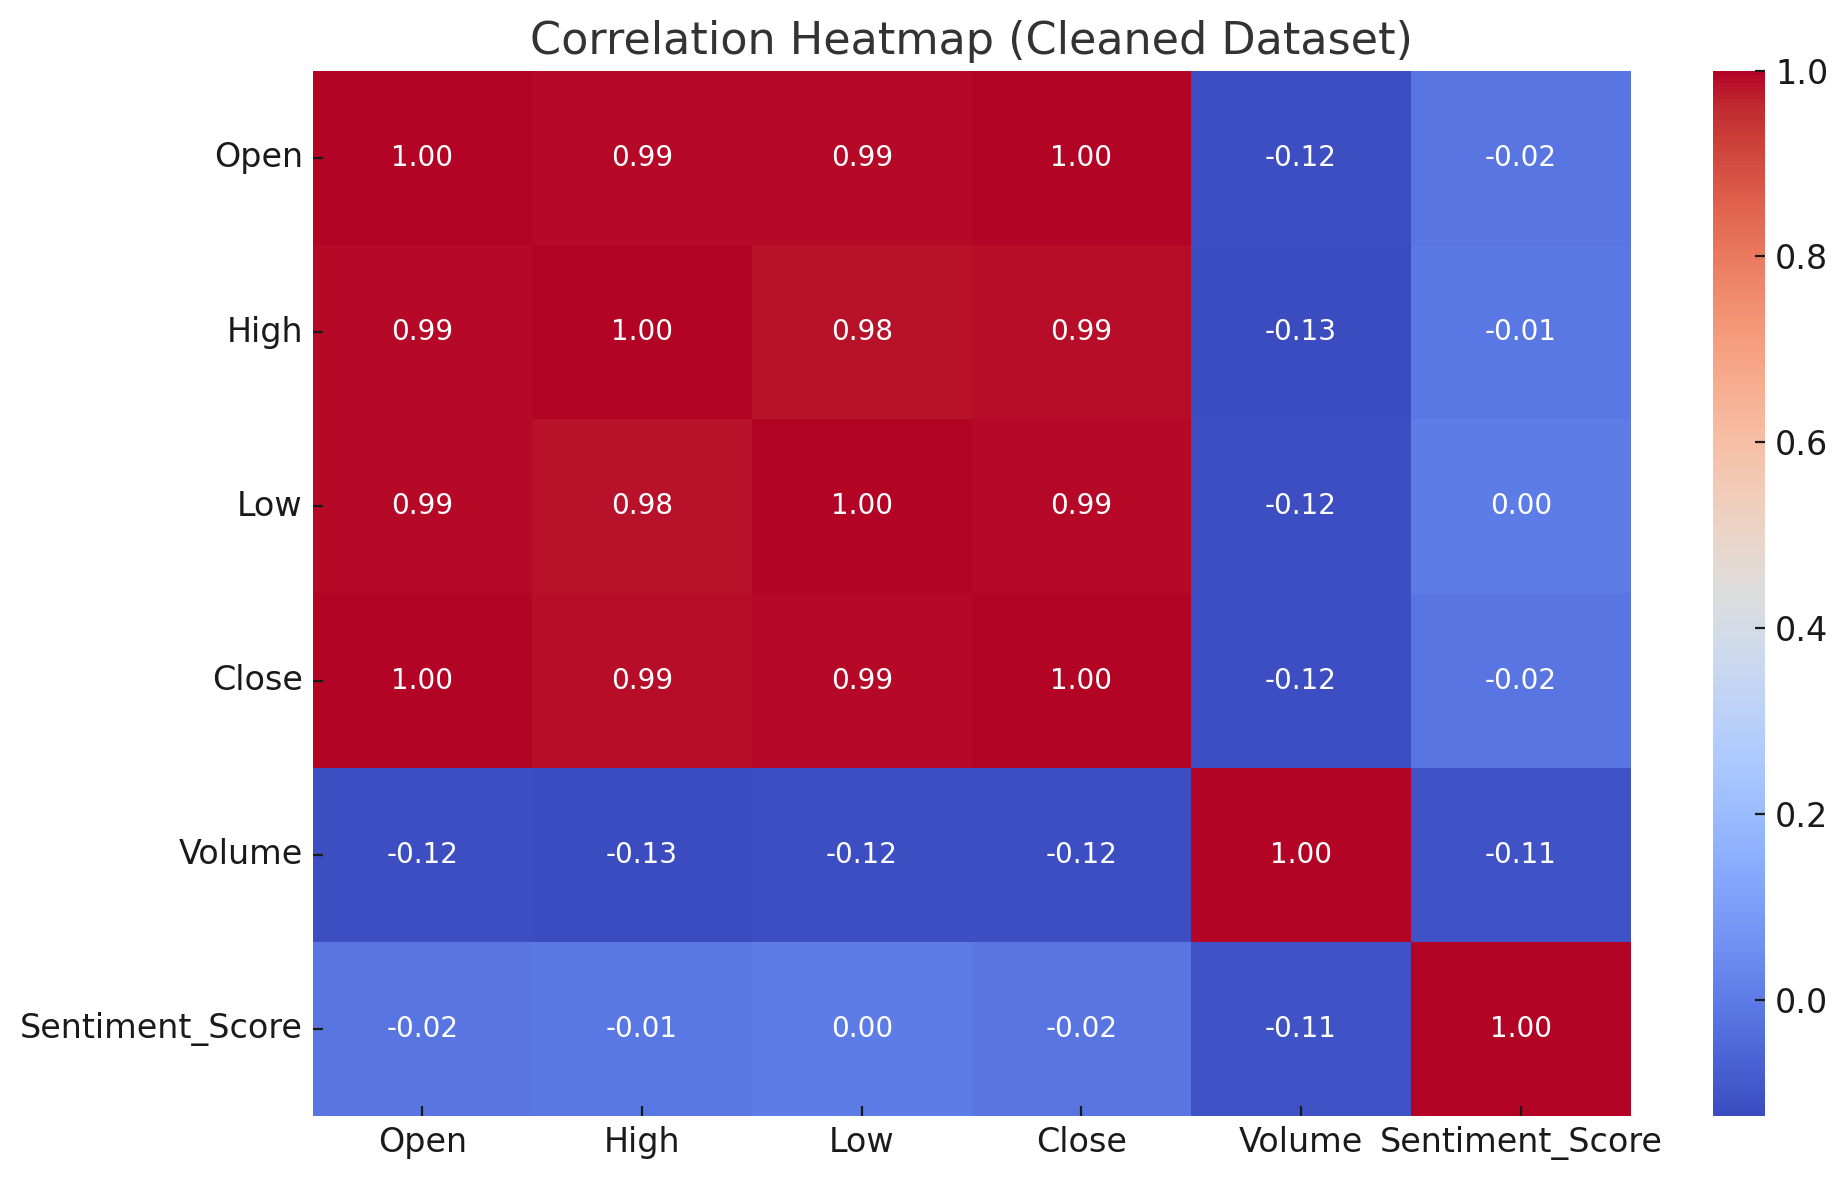 Correlation Heatmap (Cleaned Dataset)
Open 1.00 0.99 0.99 1.00 -0.12 -0.02
High 0.99 1.00 0.98 0.99 -0.13 -0.01
Low 0.99 0.98 1.00 0.99 -0.12 0.00
Close 1.00 0.99 0.99 1.00 -0.12 -0.02
Volume -0.12 -0.13 -0.12 -0.12 1.00 -0.11
Sentiment_Score -0.02 -0.01 0.00 -0.02 -0.11 1.00
Open High Low Close Volume Sentiment_Score
1.0
0.8
0.6
0.4
0.2
0.0